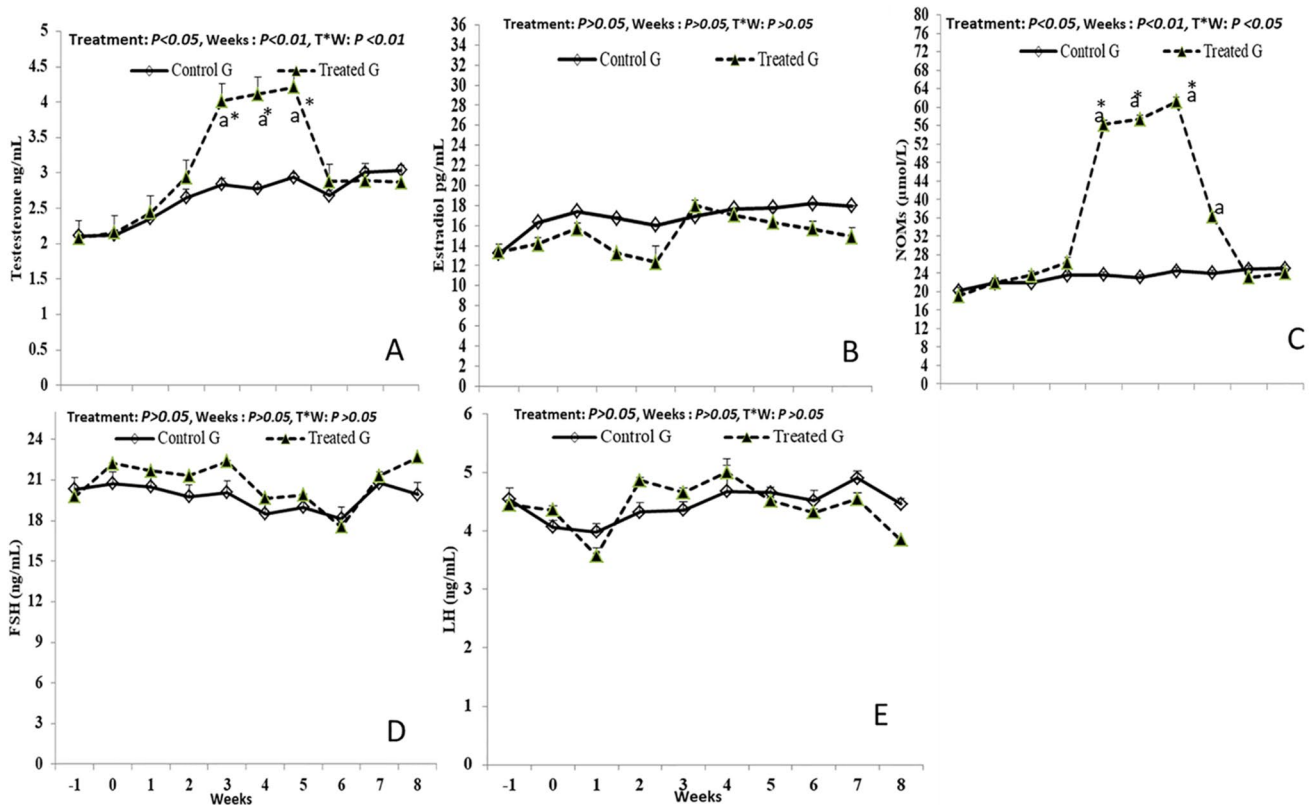 Treatment: P<0.05, Weeks : P<0.01, T*W: P <0.01
Control G
Treated G
Testesterone ng/mL
5
4.5
4
3.5
3
2.5
2
1.5
1
0.5
0
a*
a*
a*
A
Treatment: P>0.05, Weeks : P>0.05, T*W: P >0.05
Control G
Treated G
Estradiol pg/mL
36
34
32
30
28
26
24
22
20
18
16
14
12
10
8
6
4
2
0
B
Treatment: P<0.05, Weeks : P<0.01, T*W: P <0.05
Control G
Treated G
NOMs (µmol/L)
80
76
72
68
64
60
56
52
48
44
40
36
32
28
24
20
16
12
8
4
0
*
a
*
a
*
a
a
C
Treatment: P>0.05, Weeks : P>0.05, T*W: P >0.05
Control G
Treated G
FSH (ng/mL)
24
21
18
15
12
9
6
3
0
D
-1 0 1 2 3 4 5 6 7 8
Weeks
Treatment: P>0.05, Weeks : P>0.05, T*W: P >0.05
Control G
Treated G
LH (ng/mL)
6
5
4
3
2
1
0
E
-1 0 1 2 3 4 5 6 7 8
Weeks